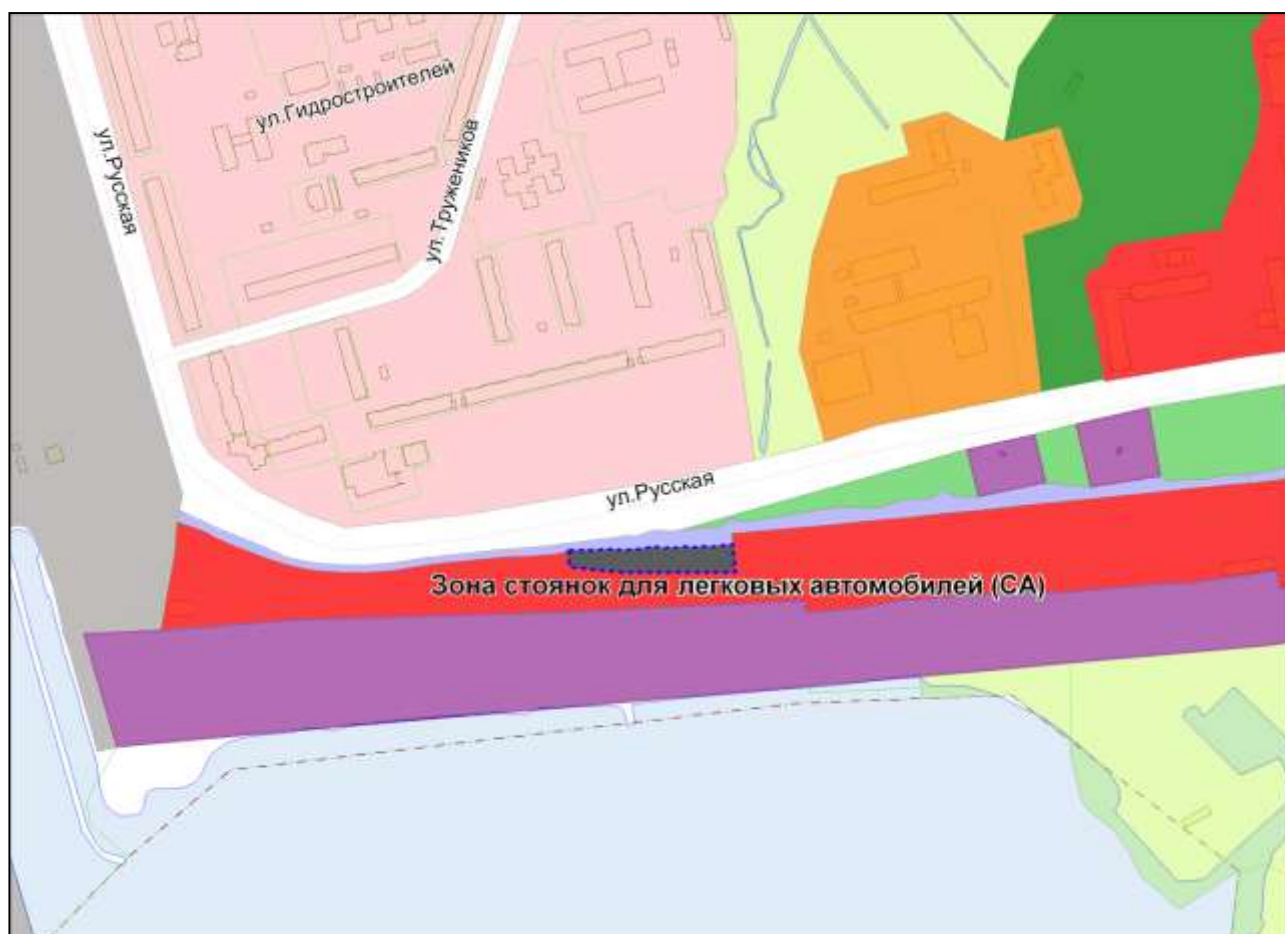 ул.Гидростроителей
ул.Русская
ул.Тружеников
ул.Русская
Зона стоянок для легковых автомобилей (СА)